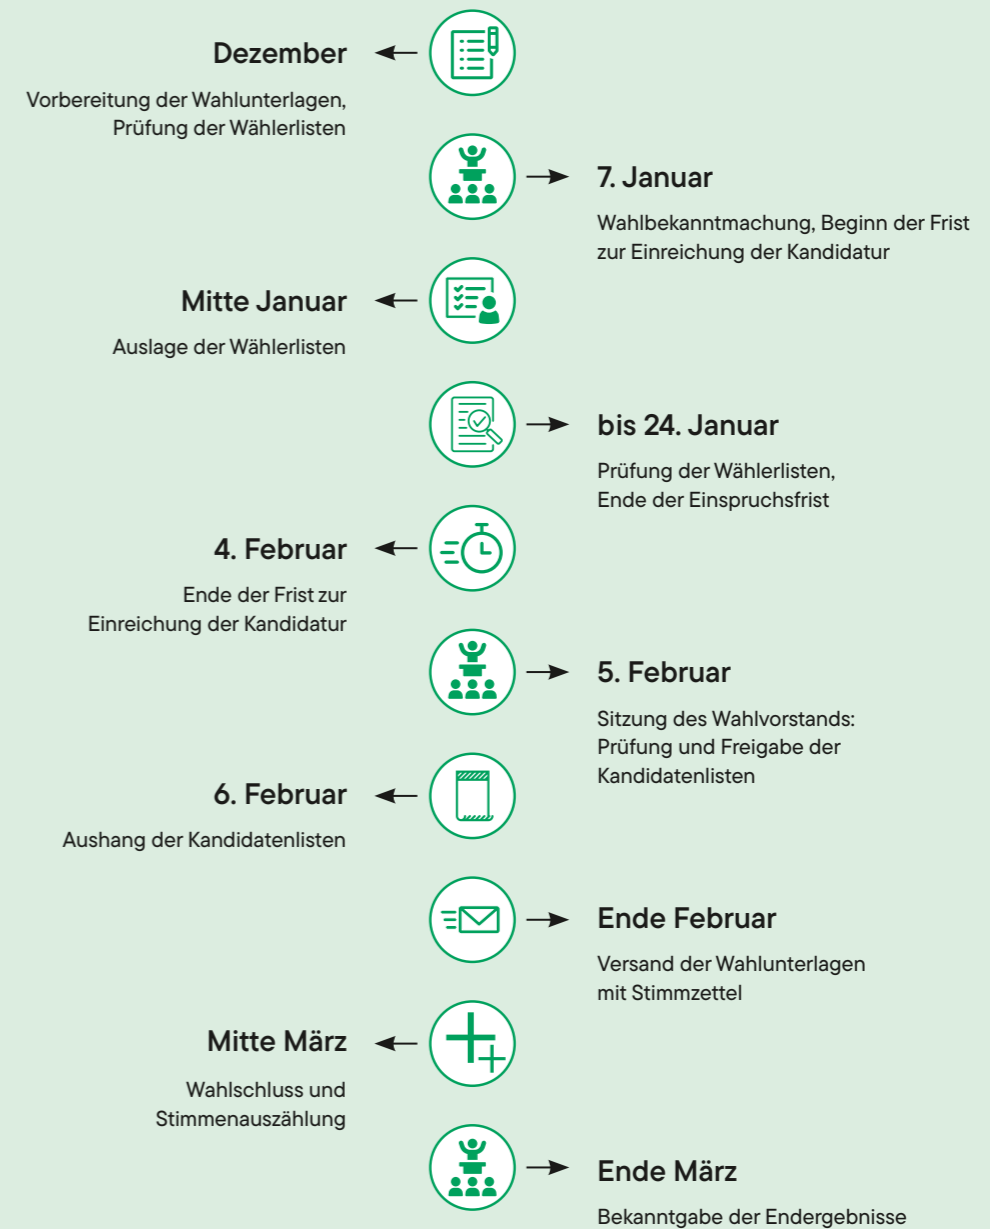 Dezember
Vorbereitung der Wahlunterlagen,
Prüfung der Wählerlisten
7. Januar
Wahlbekanntmachung, Beginn der Frist
zur Einreichung der Kandidatur
Mitte Januar
Auslage der Wählerlisten
bis 24. Januar
Prüfung der Wählerlisten,
Ende der Einspruchsfrist
4. Februar
Ende der Frist zur
Einreichung der Kandidatur
5. Februar
Sitzung des Wahlvorstands:
Prüfung und Freigabe der
Kandidatenlisten
6. Februar
Aushang der Kandidatenlisten
Ende Februar
Versand der Wahlunterlagen
mit Stimmzettel
Mitte März
Wahlschluss und
Stimmenauszählung
Ende März
Bekanntgabe der Endergebnisse